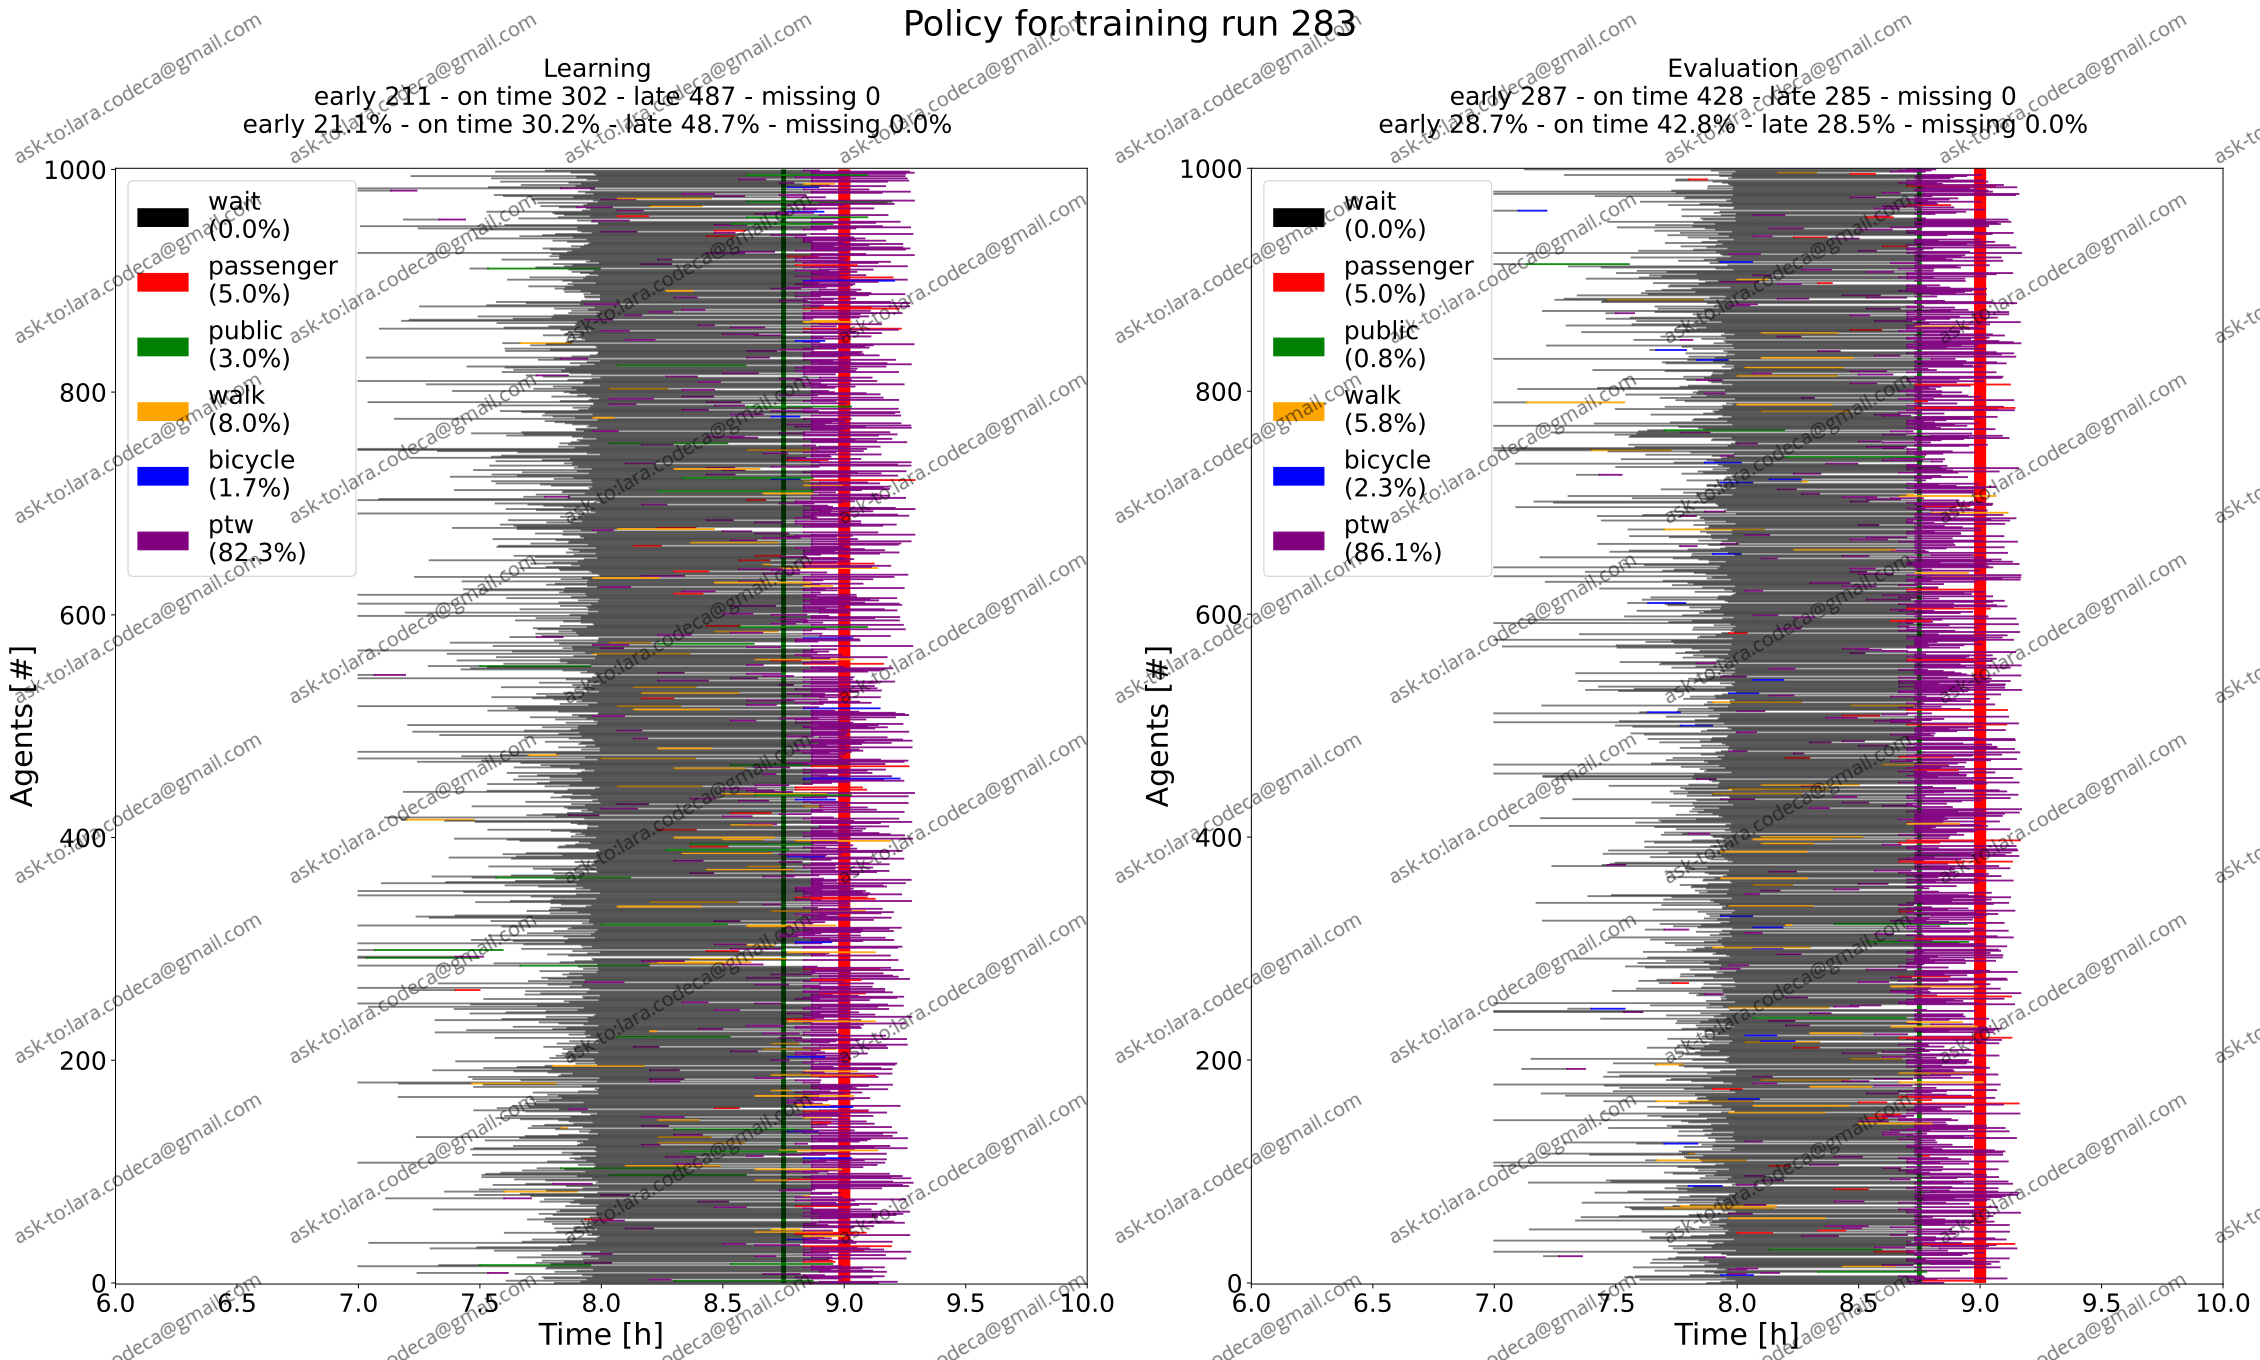 Policy for training run 283
Learning
early 211 - on time 302 - late 487 - missing 0
early 21.1% - on time 30.2% - late 48.7% - missing 0.0%
wait
(0.0%)
passenger
(5.0%)
public
(3.0%)
walk
(8.0%)
bicycle
(1.7%)
ptw
(82.3%)
Agents [#]
1000
800
600
400
200
0
6.0 6.5 7.0 7.5 8.0 8.5 9.0 9.5 10.0
Time [h]
Evaluation
early 287 - on time 428 - late 285 - missing 0
early 28.7% - on time 42.8% - late 28.5% - missing 0.0%
wait
(0.0%)
passenger
(5.0%)
public
(0.8%)
walk
(5.8%)
bicycle
(2.3%)
ptw
(86.1%)
Agents [#]
1000
800
600
400
200
0
6.0 6.5 7.0 7.5 8.0 8.5 9.0 9.5 10.0
Time [h]
ask-to:lara.codeca@gmail.com